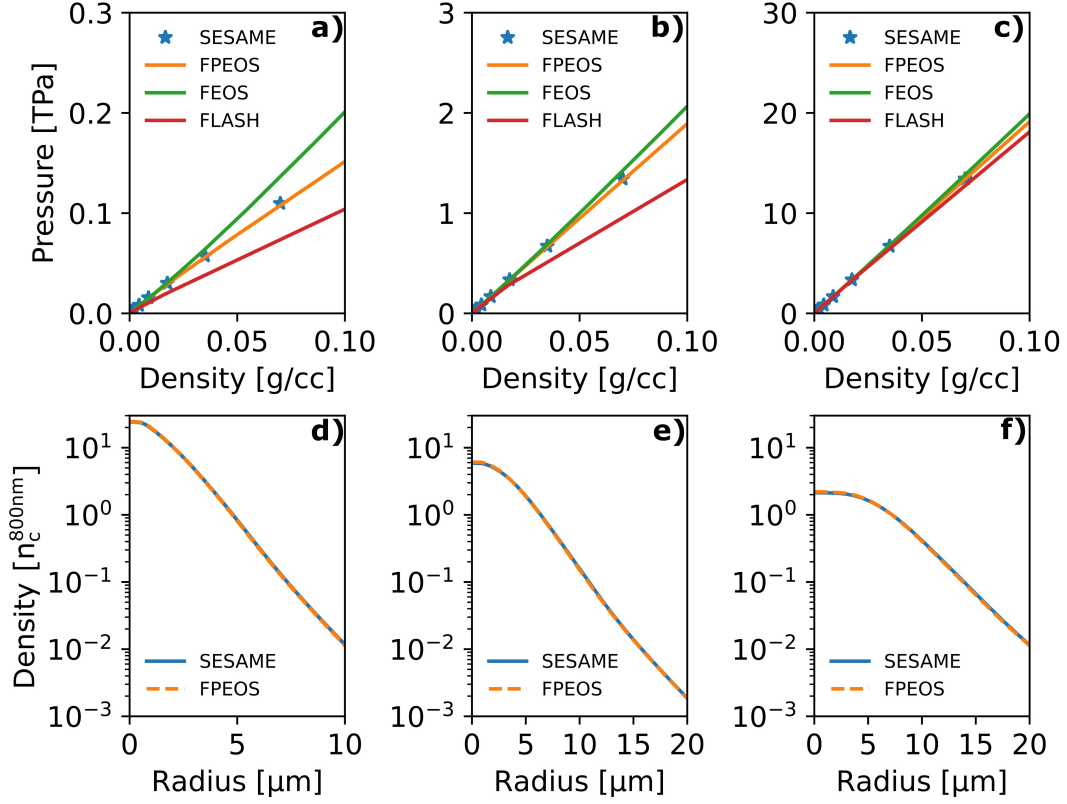 a)
SESAME
FPEOS
FEOS
FLASH
Pressure [TPa]
0.3
0.2
0.1
0.0
0.00 0.05 0.10
Density [g/cc]
b)
SESAME
FPEOS
FEOS
FLASH
3
2
1
0
0.00 0.05 0.10
Density [g/cc]
c)
SESAME
FPEOS
FEOS
FLASH
30
20
10
0
0.00 0.05 0.10
Density [g/cc]
d)
Density [n_c^{800nm}]
10^1
10^0
10^{-1}
10^{-2}
10^{-3}
SESAME
FPEOS
0 5 10
Radius [μm]
e)
10^1
10^0
10^{-1}
10^{-2}
10^{-3}
SESAME
FPEOS
0 5 10 15 20
Radius [μm]
f)
10^1
10^0
10^{-1}
10^{-2}
10^{-3}
SESAME
FPEOS
0 5 10 15 20
Radius [μm]